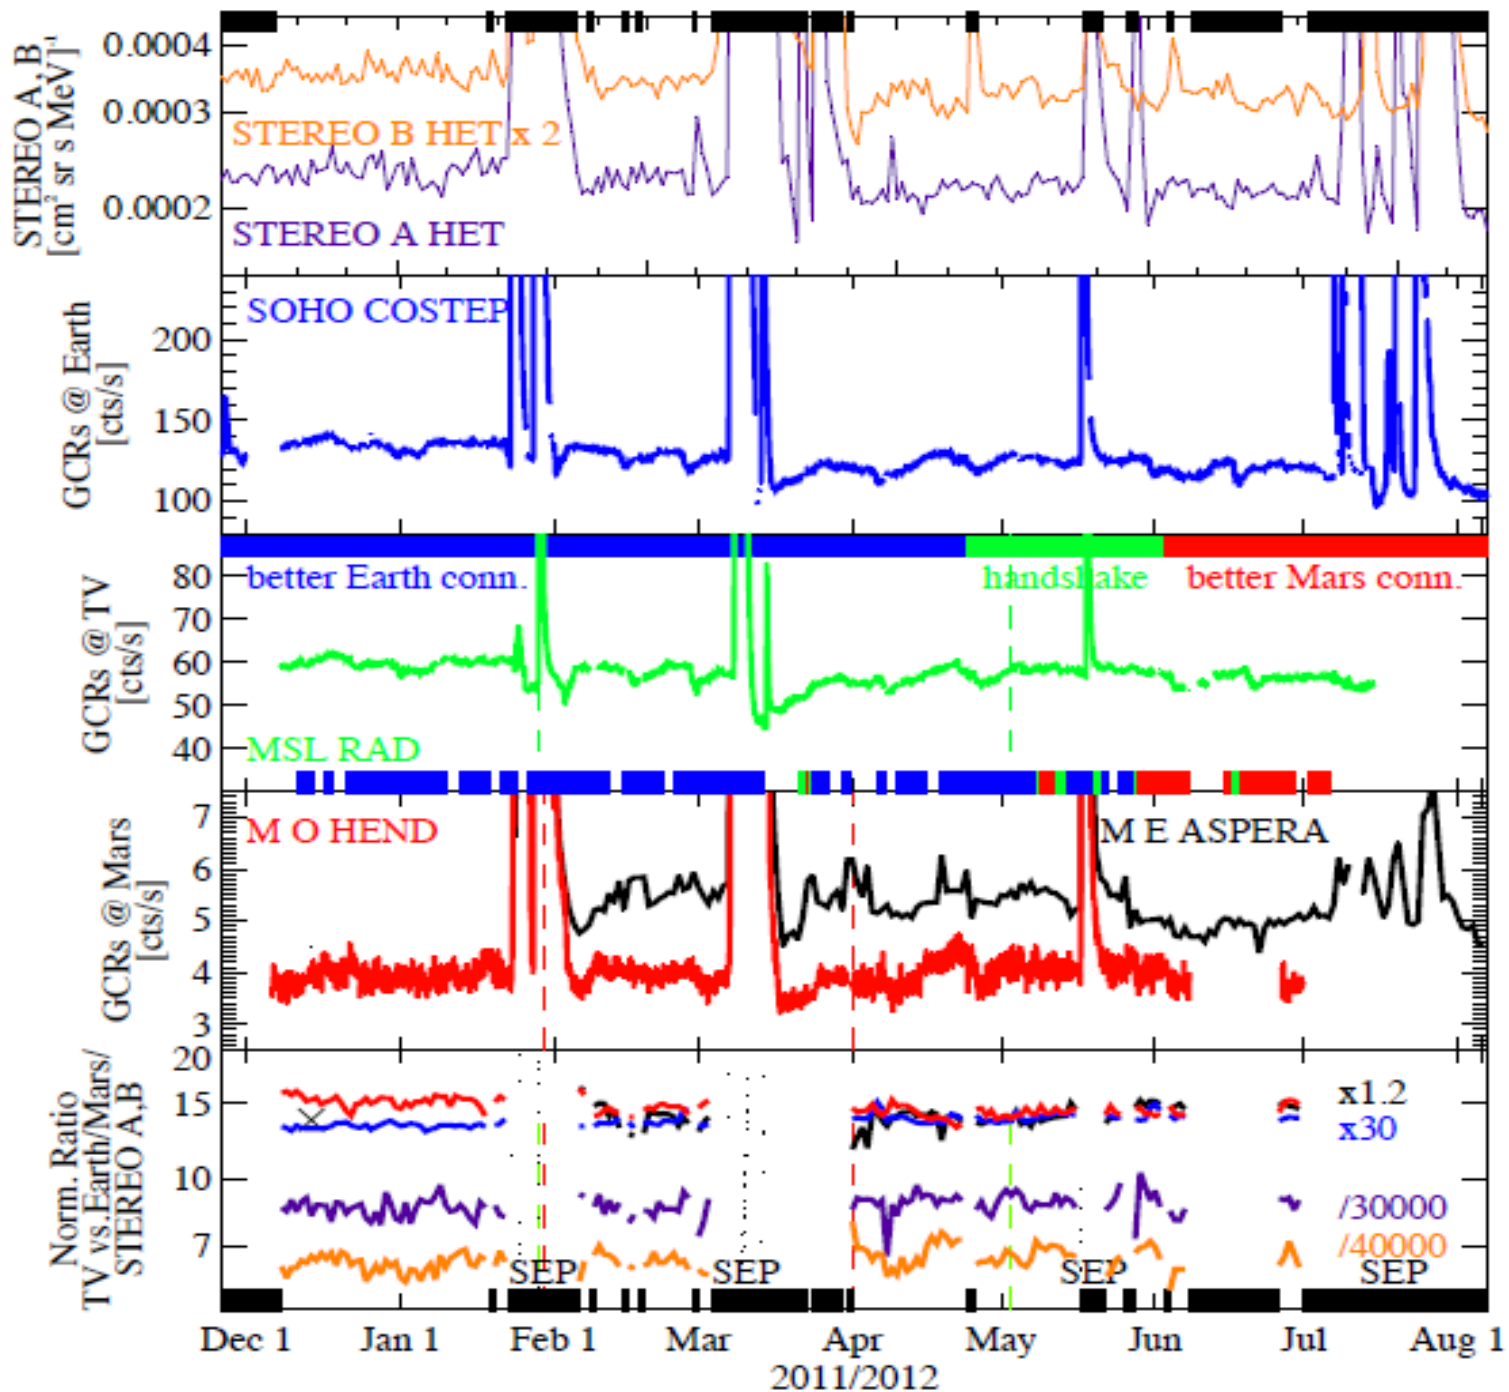 STEREO A,B
[cm² sr s MeV]⁻¹
0.0004
0.0003
0.0002
STEREO B HET x 2
STEREO A HET
GCRs @ Earth
[cts/s]
200
150
100
SOHO COSTEP
GCRs @ TV
[cts/s]
80
70
60
50
40
better Earth conn.
handshake
better Mars conn.
MSL RAD
GCRs @ Mars
[cts/s]
7
6
5
4
3
M O HEND
M E ASPERA
Norm. Ratio
TV vs.Earth/Mars/
STEREO A,B
20
15
10
7
x1.2
x30
/30000
/40000
SEP
SEP
SEP
SEP
Dec 1
Jan 1
Feb 1
Mar
Apr
May
Jun
Jul
Aug 1
2011/2012